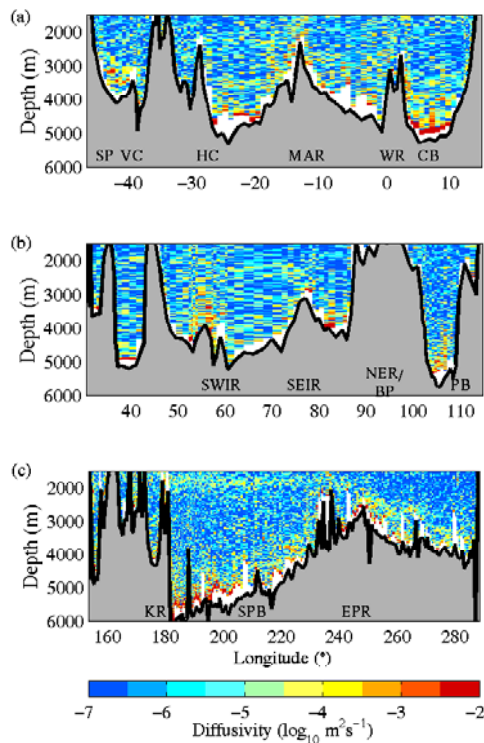 (a)
2000
3000
4000
5000
6000
Depth (m)
SP VC HC MAR WR CB
−40 −30 −20 −10 0 10
(b)
2000
3000
4000
5000
6000
Depth (m)
SWIR SEIR NER/ BP PB
40 50 60 70 80 90 100 110
(c)
2000
3000
4000
5000
6000
Depth (m)
KR SPB EPR
160 180 200 220 240 260 280
Longitude (°)
−7 −6 −5 −4 −3 −2
Diffusivity (log10 m2s−1)